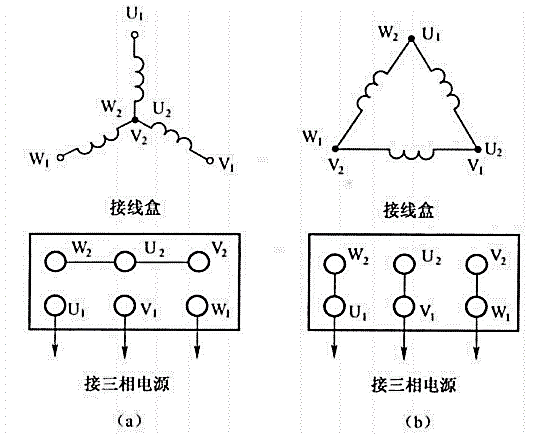 U1
W2 U2
V2
W1 V1
接线盒
W2 U2 V2
U1 V1 W1
接三相电源
(a)
W2 U1
W1 U2
V2 V1
接线盒
W2 U2 V2
U1 V1 W1
接三相电源
(b)